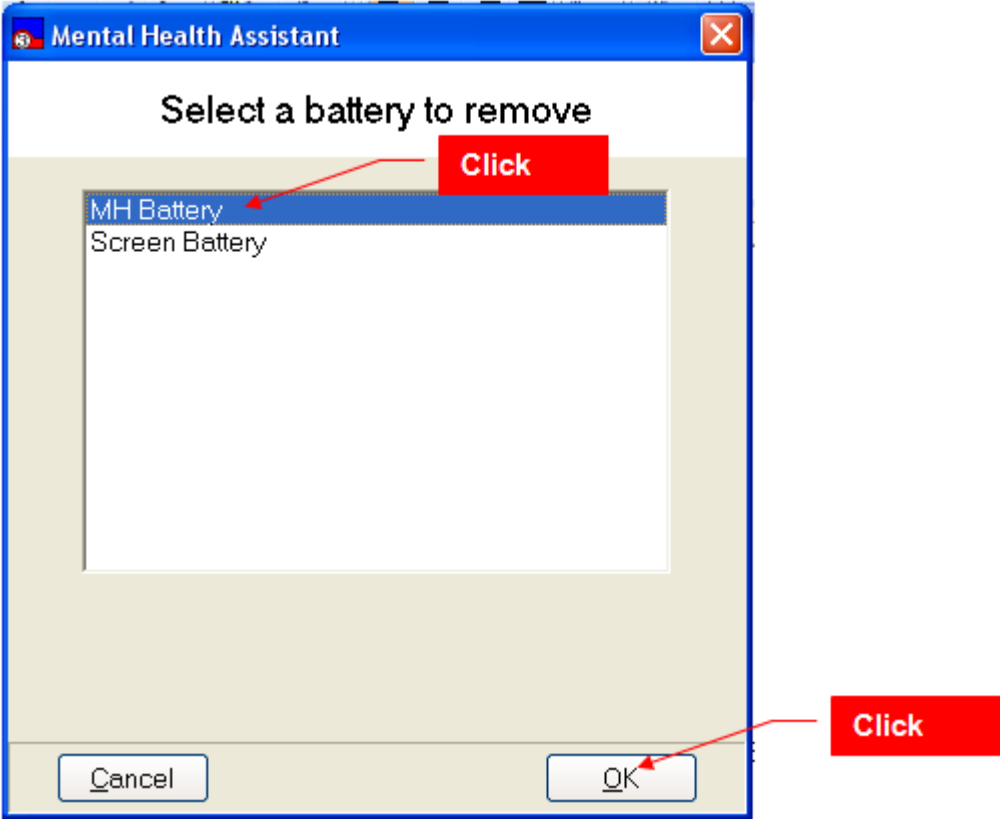 Mental Health Assistant
Select a battery to remove
Click
MH Battery
Screen Battery
Click
Cancel
OK